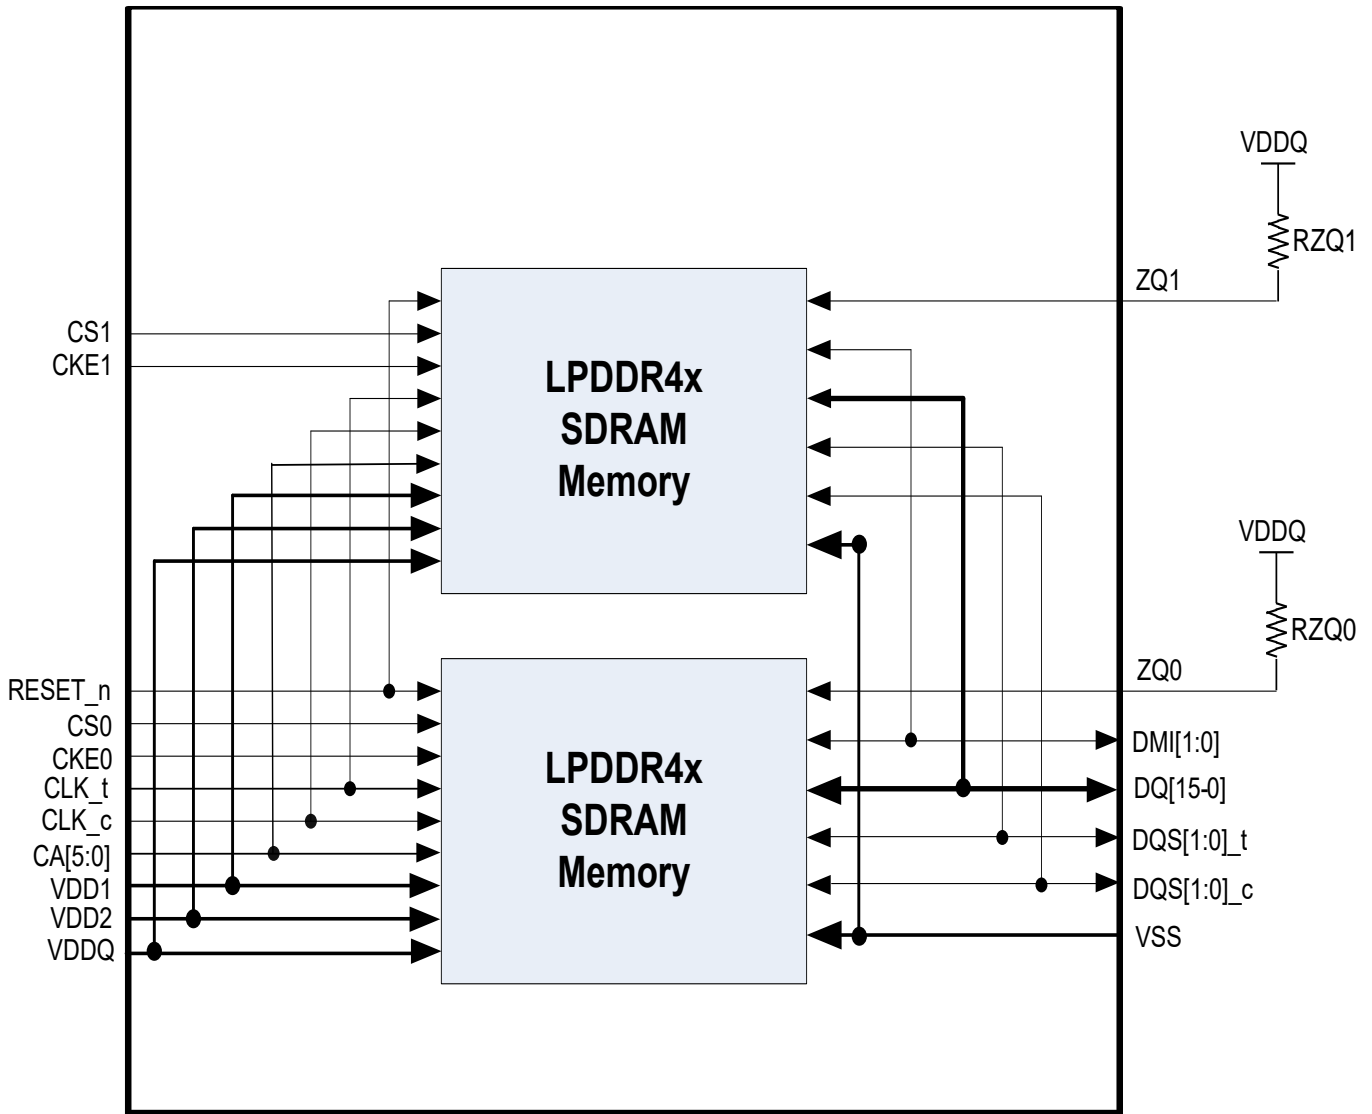 VDDQ
RZQ1
ZQ1
CS1
CKE1
LPDDR4x
SDRAM
Memory
VDDQ
RZQ0
ZQ0
RESET_n
CS0
CKE0
CLK_t
CLK_c
CA[5:0]
VDD1
VDD2
VDDQ
LPDDR4x
SDRAM
Memory
DMI[1:0]
DQ[15-0]
DQS[1:0]_t
DQS[1:0]_c
VSS